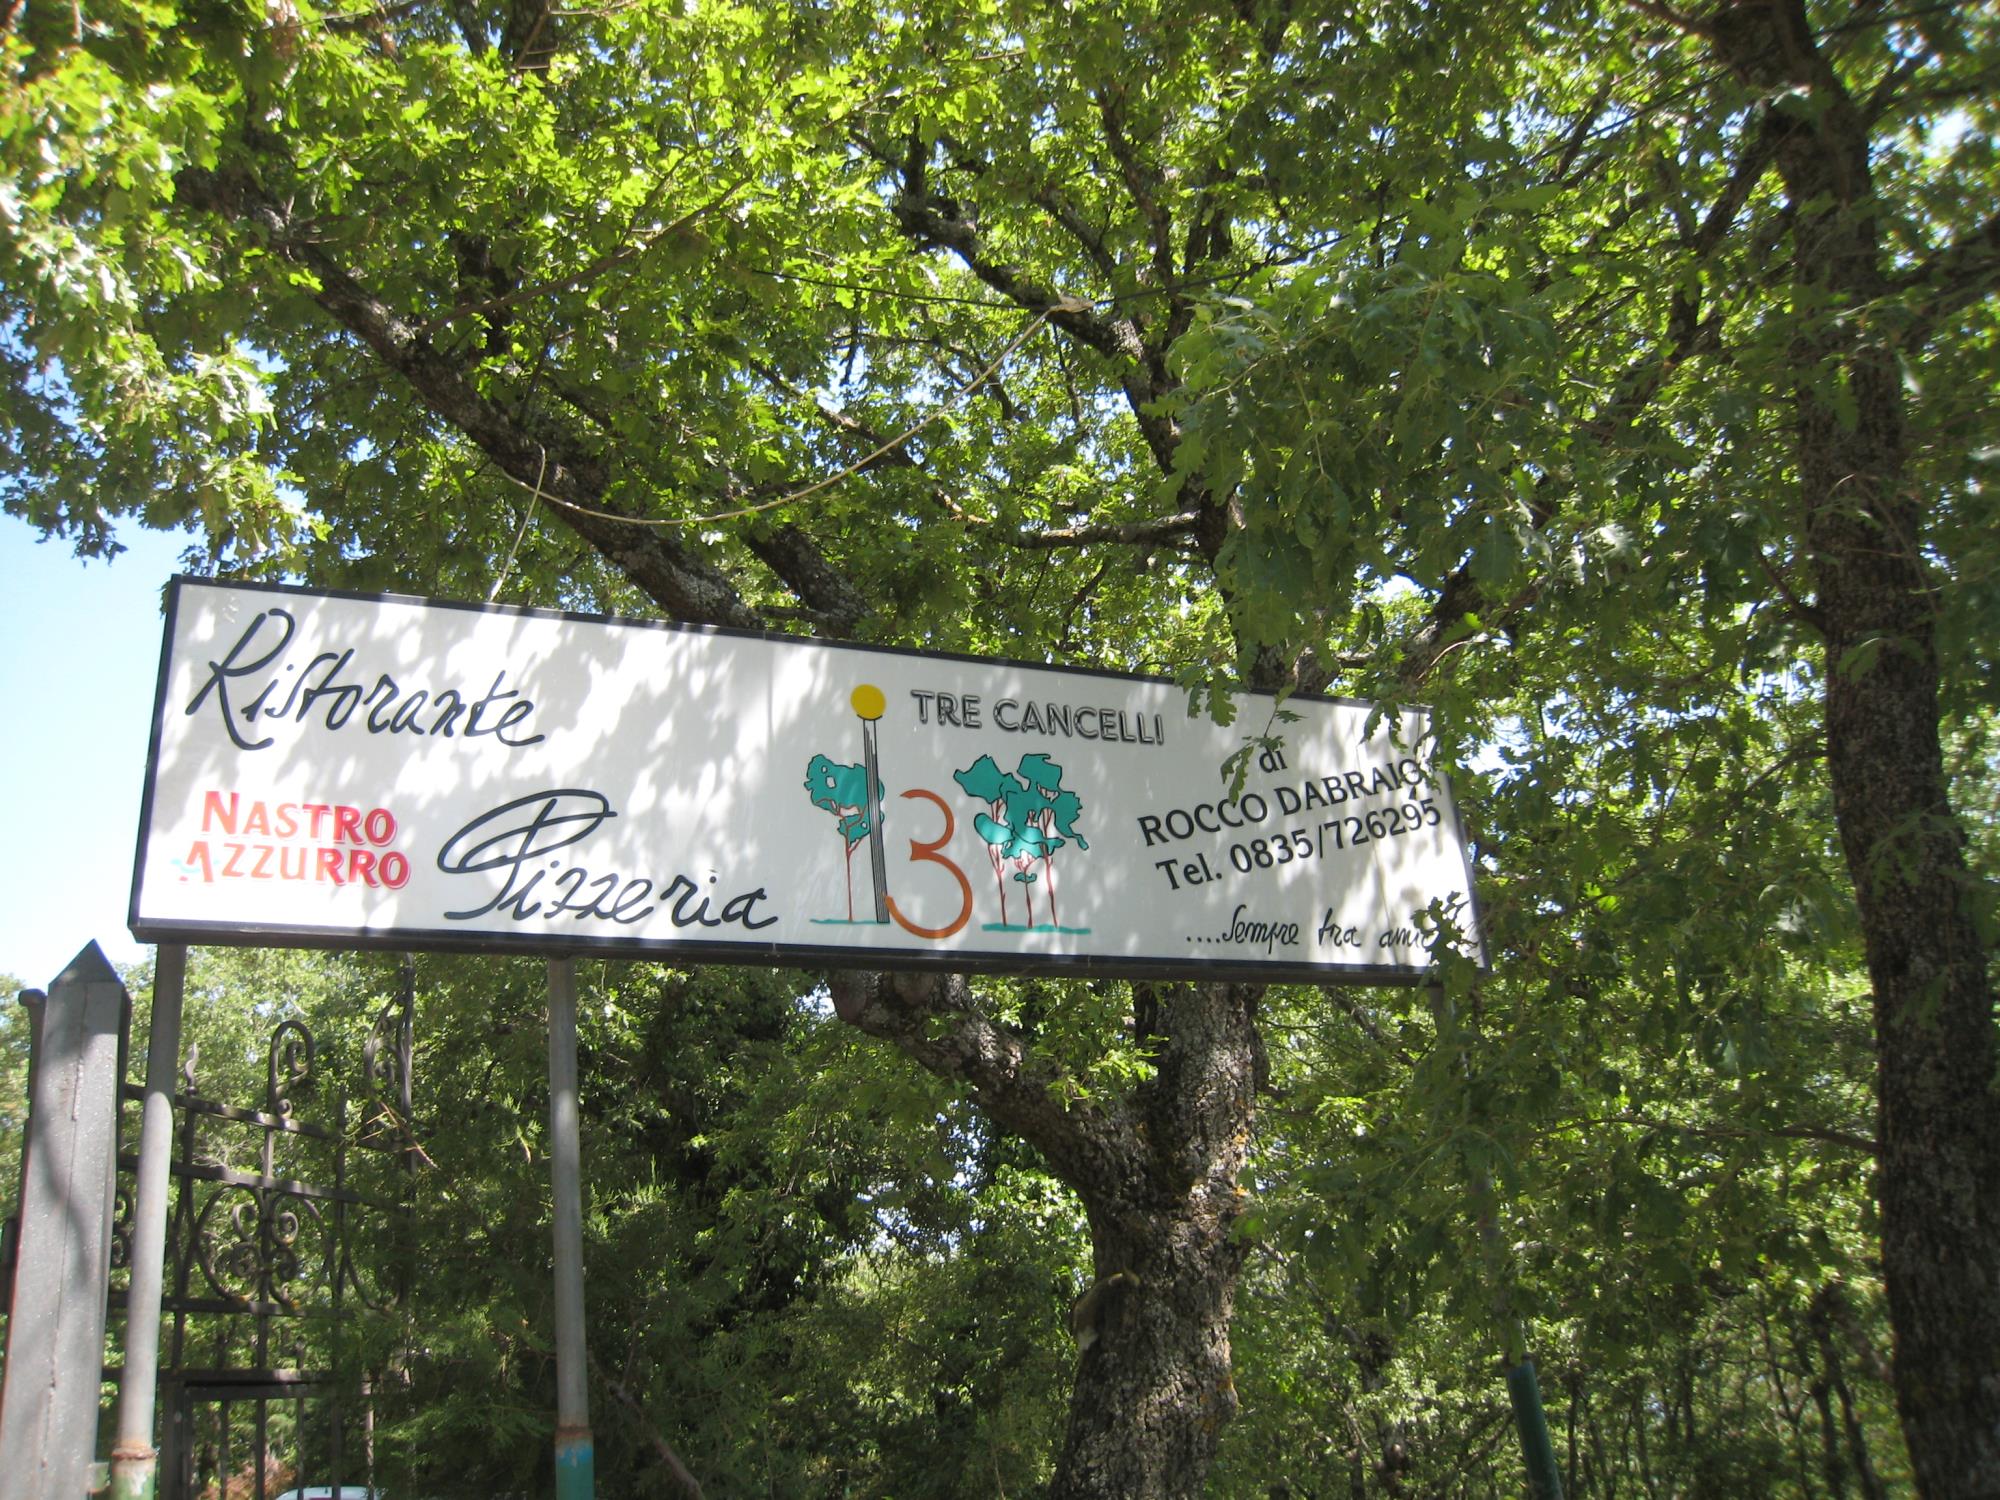 Ristorante
NASTRO
AZZURRO
Pizzeria
3
TRE CANCELLI
di
ROCCO DABRAIO
Tel. 0835/726295
....Sempre tra